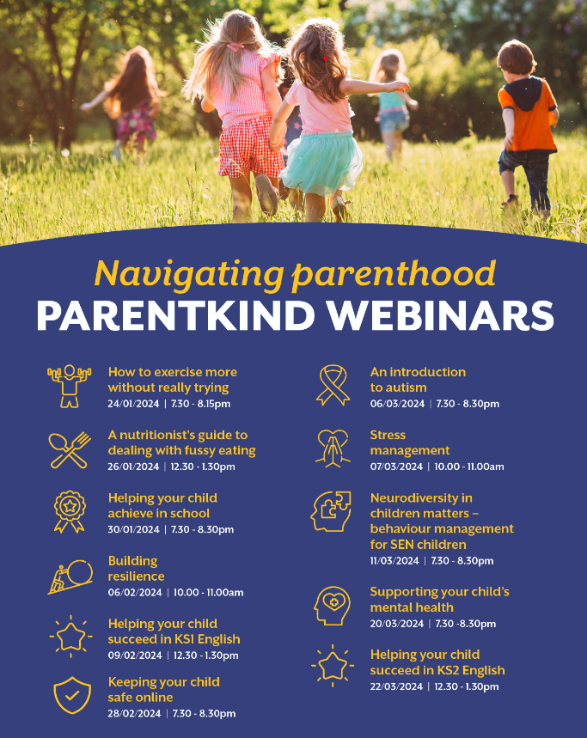 Navigating parenthood
PARENTKIND WEBINARS
How to exercise more
without really trying
24/01/2024 | 7.30 - 8.15pm
A nutritionist's guide to
dealing with fussy eating
26/01/2024 | 12.30 - 1.30pm
Helping your child
achieve in school
30/01/2024 | 7.30 - 8.30pm
Building
resilience
06/02/2024 | 10.00 - 11.00am
Helping your child
succeed in KS1 English
09/02/2024 | 12.30 - 1.30pm
Keeping your child
safe online
28/02/2024 | 7.30 - 8.30pm
An introduction
to autism
06/03/2024 | 7.30 - 8.30pm
Stress
management
07/03/2024 | 10.00 - 11.00am
Neurodiversity in
children matters –
behaviour management
for SEN children
11/03/2024 | 7.30 - 8.30pm
Supporting your child's
mental health
20/03/2024 | 7.30 -8.30pm
Helping your child
succeed in KS2 English
22/03/2024 | 12.30 - 1.30pm